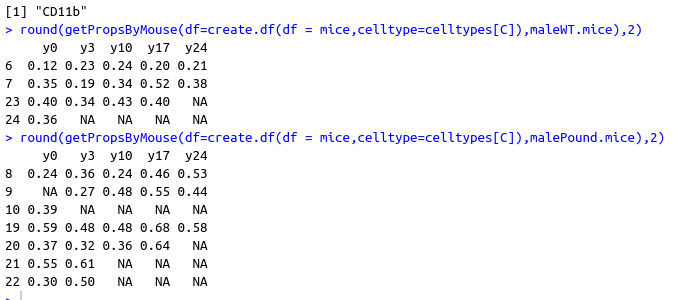 [1] "CD11b"
> round(getPropsByMouse(df=create.df(df = mice,celltype=celltypes[C]),maleWT.mice),2)
     y0   y3  y10  y17  y24
6  0.12 0.23 0.24 0.20 0.21
7  0.35 0.19 0.34 0.52 0.38
23 0.40 0.34 0.43 0.40   NA
24 0.36   NA   NA   NA   NA
> round(getPropsByMouse(df=create.df(df = mice,celltype=celltypes[C]),malePound.mice),2)
     y0   y3  y10  y17  y24
8  0.24 0.36 0.24 0.46 0.53
9    NA 0.27 0.48 0.55 0.44
10 0.39   NA   NA   NA   NA
19 0.59 0.48 0.48 0.68 0.58
20 0.37 0.32 0.36 0.64   NA
21 0.55 0.61   NA   NA   NA
22 0.30 0.50   NA   NA   NA
>